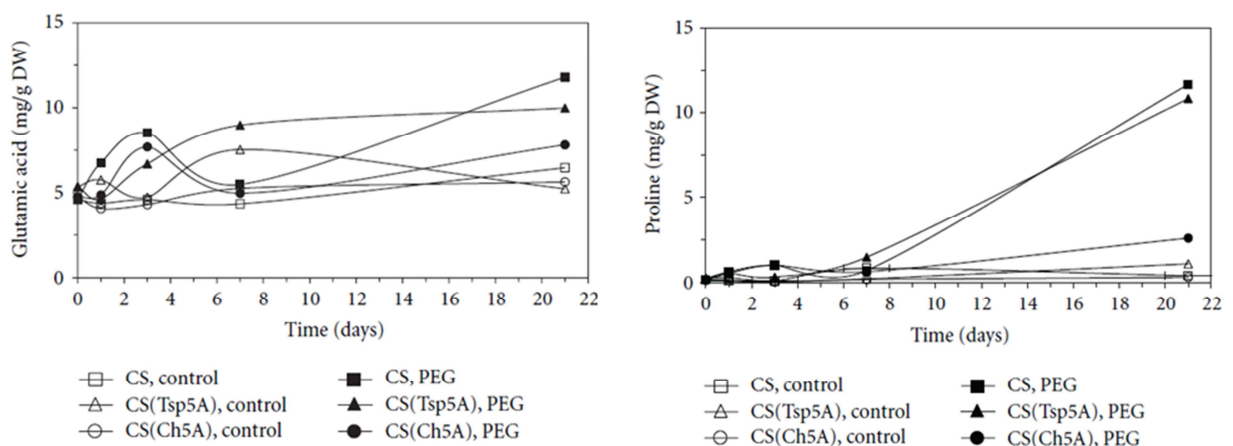 Glutamic acid (mg/g DW)
15
10
5
0
0 2 4 6 8 10 12 14 16 18 20 22
Time (days)
CS, control
CS, PEG
CS(Tsp5A), control
CS(Tsp5A), PEG
CS(Ch5A), control
CS(Ch5A), PEG
Proline (mg/g DW)
15
10
5
0
0 2 4 6 8 10 12 14 16 18 20 22
Time (days)
CS, control
CS, PEG
CS(Tsp5A), control
CS(Tsp5A), PEG
CS(Ch5A), control
CS(Ch5A), PEG